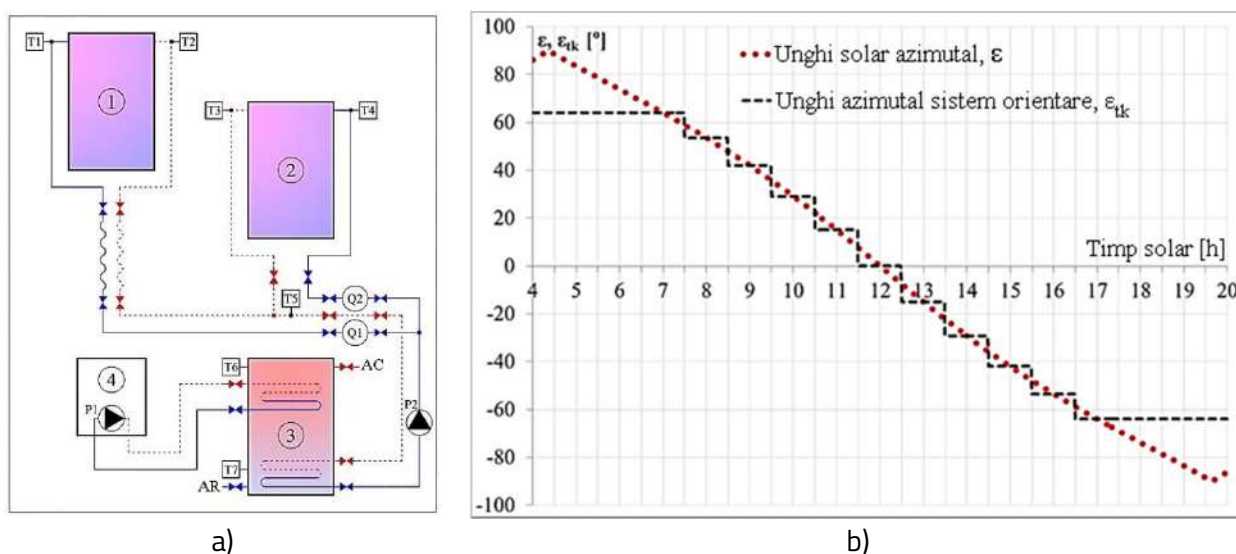 T1
T2
1
T3
T4
2
T5
Q2
Q1
4
P1
T6
AC
3
P2
T7
AR
a)
ε, εtk [°]
Unghi solar azimutal, ε
Unghi azimutal sistem orientare, εtk
Timp solar [h]
100
80
60
40
20
0
-20
-40
-60
-80
-100
4 5 6 7 8 9 10 11 12 13 14 15 16 17 18 19 20
b)